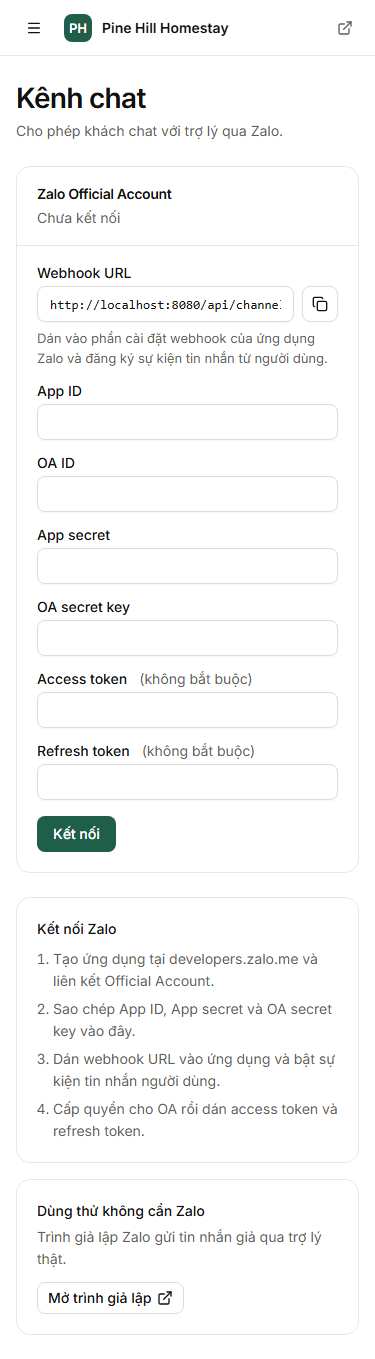 PH Pine Hill Homestay
Kênh chat
Cho phép khách chat với trợ lý qua Zalo.
Zalo Official Account
Chưa kết nối
Webhook URL
http://localhost:8080/api/channel
Dán vào phần cài đặt webhook của ứng dụng
Zalo và đăng ký sự kiện tin nhắn từ người dùng.
App ID
OA ID
App secret
OA secret key
Access token (không bắt buộc)
Refresh token (không bắt buộc)
Kết nối
Kết nối Zalo
1. Tạo ứng dụng tại developers.zalo.me và
liên kết Official Account.
2. Sao chép App ID, App secret và OA secret
key vào đây.
3. Dán webhook URL vào ứng dụng và bật sự
kiện tin nhắn người dùng.
4. Cấp quyền cho OA rồi dán access token và
refresh token.
Dùng thử không cần Zalo
Trình giả lập Zalo gửi tin nhắn giả qua trợ lý
thật.
Mở trình giả lập